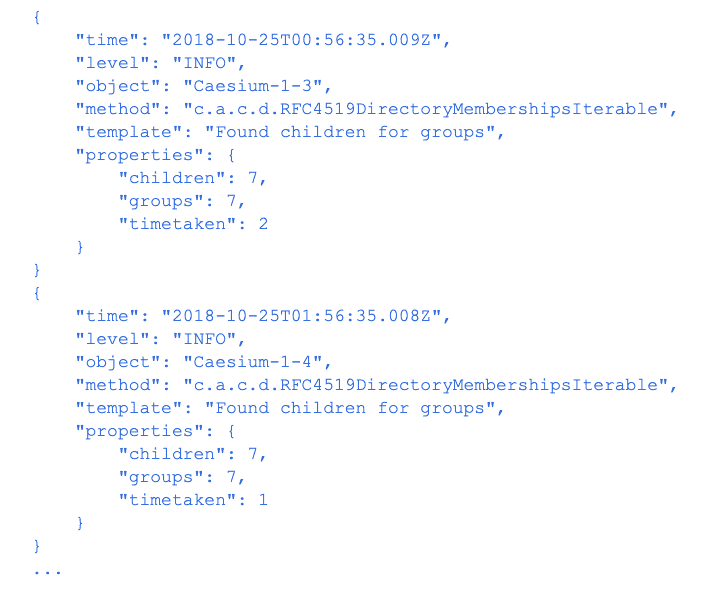 {
    "time": "2018-10-25T00:56:35.009Z",
    "level": "INFO",
    "object": "Caesium-1-3",
    "method": "c.a.c.d.RFC4519DirectoryMembershipsIterable",
    "template": "Found children for groups",
    "properties": {
        "children": 7,
        "groups": 7,
        "timetaken": 2
    }
}
{
    "time": "2018-10-25T01:56:35.008Z",
    "level": "INFO",
    "object": "Caesium-1-4",
    "method": "c.a.c.d.RFC4519DirectoryMembershipsIterable",
    "template": "Found children for groups",
    "properties": {
        "children": 7,
        "groups": 7,
        "timetaken": 1
    }
}
...